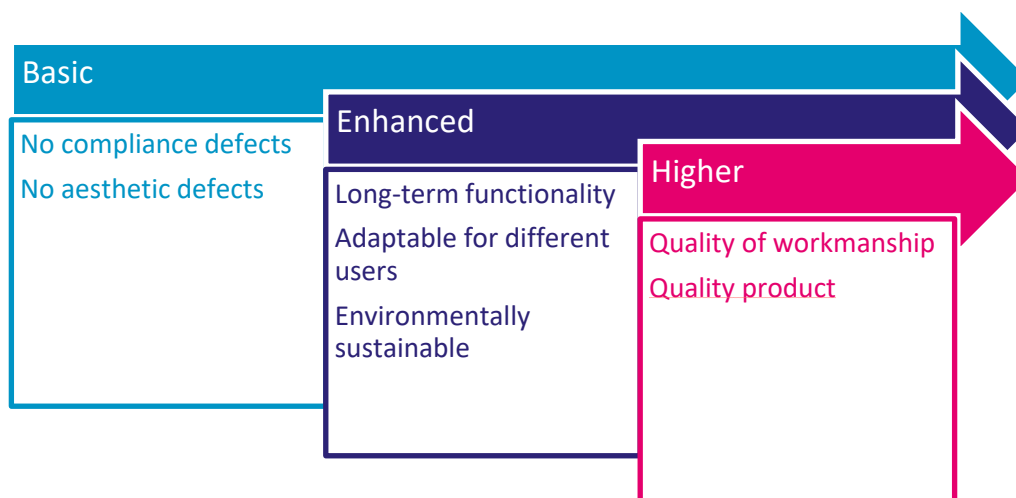 Basic
No compliance defects
No aesthetic defects
Enhanced
Long-term functionality
Adaptable for different
users
Environmentally
sustainable
Higher
Quality of workmanship
Quality product